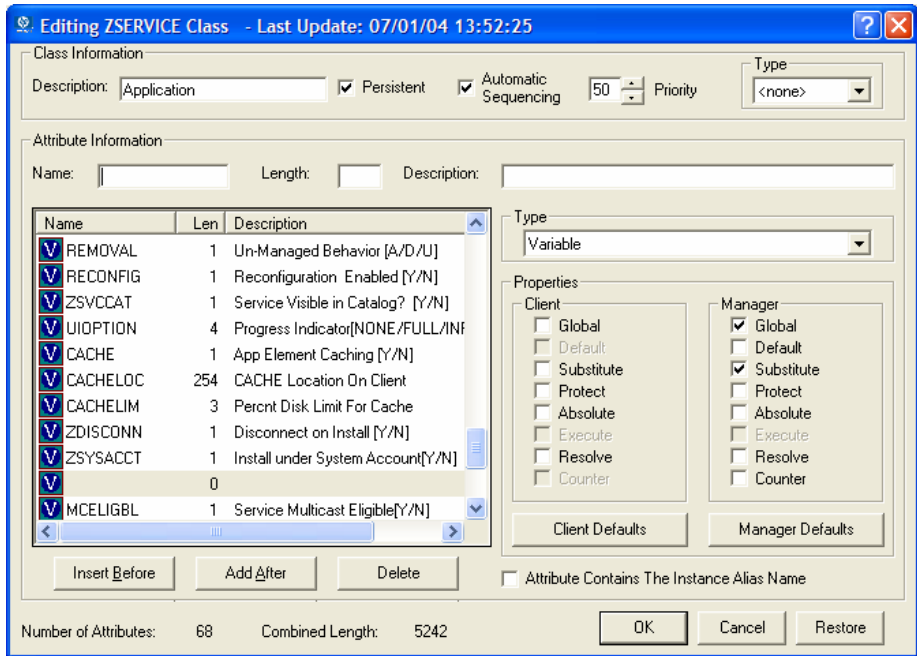 Editing ZSERVICE Class - Last Update: 07/01/04 13:52:25
Class Information
Description: Application
Persistent
Automatic Sequencing
50 Priority
Type
<none>
Attribute Information
Name: Length: Description:
Name Len Description
V REMOVAL 1 Un-Managed Behavior [A/D/U]
V RECONFIG 1 Reconfiguration Enabled [Y/N]
V ZSVCCAT 1 Service Visible in Catalog? [Y/N]
V UIOPTION 4 Progress Indicator[NONE/FULL/INF
V CACHE 1 App Element Caching [Y/N]
V CACHELOC 254 CACHE Location On Client
V CACHELIM 3 Percnt Disk Limit For Cache
V ZDISCONN 1 Disconnect on Install [Y/N]
V ZSYSACCT 1 Install under System Account[Y/N]
V 0
V MCELIGBL 1 Service Multicast Eligible[Y/N]
Insert Before Add After Delete
Type
Variable
Properties
Client
Global
Default
Substitute
Protect
Absolute
Execute
Resolve
Counter
Client Defaults
Manager
Global
Default
Substitute
Protect
Absolute
Execute
Resolve
Counter
Manager Defaults
Attribute Contains The Instance Alias Name
Number of Attributes: 68 Combined Length: 5242
OK Cancel Restore